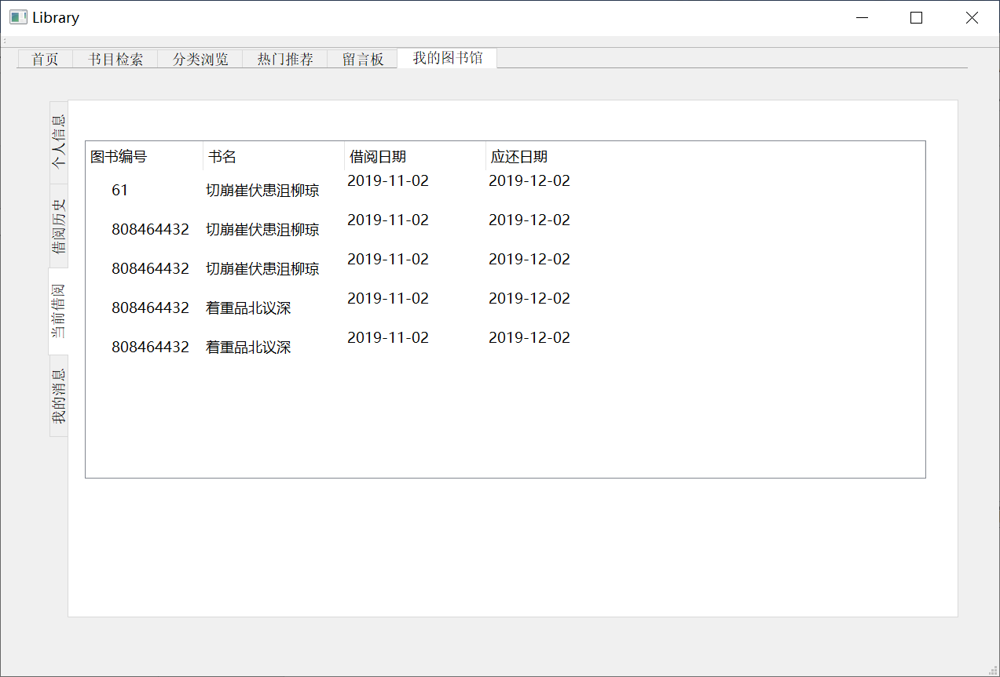 Library
首页 书目检索 分类浏览 热门推荐 留言板 我的图书馆
个人信息
借阅历史
当前借阅
我的消息
图书编号 书名 借阅日期 应还日期
61 切崩崔伏患沮柳琼 2019-11-02 2019-12-02
808464432 切崩崔伏患沮柳琼 2019-11-02 2019-12-02
808464432 切崩崔伏患沮柳琼 2019-11-02 2019-12-02
808464432 着重品北议深 2019-11-02 2019-12-02
808464432 着重品北议深 2019-11-02 2019-12-02